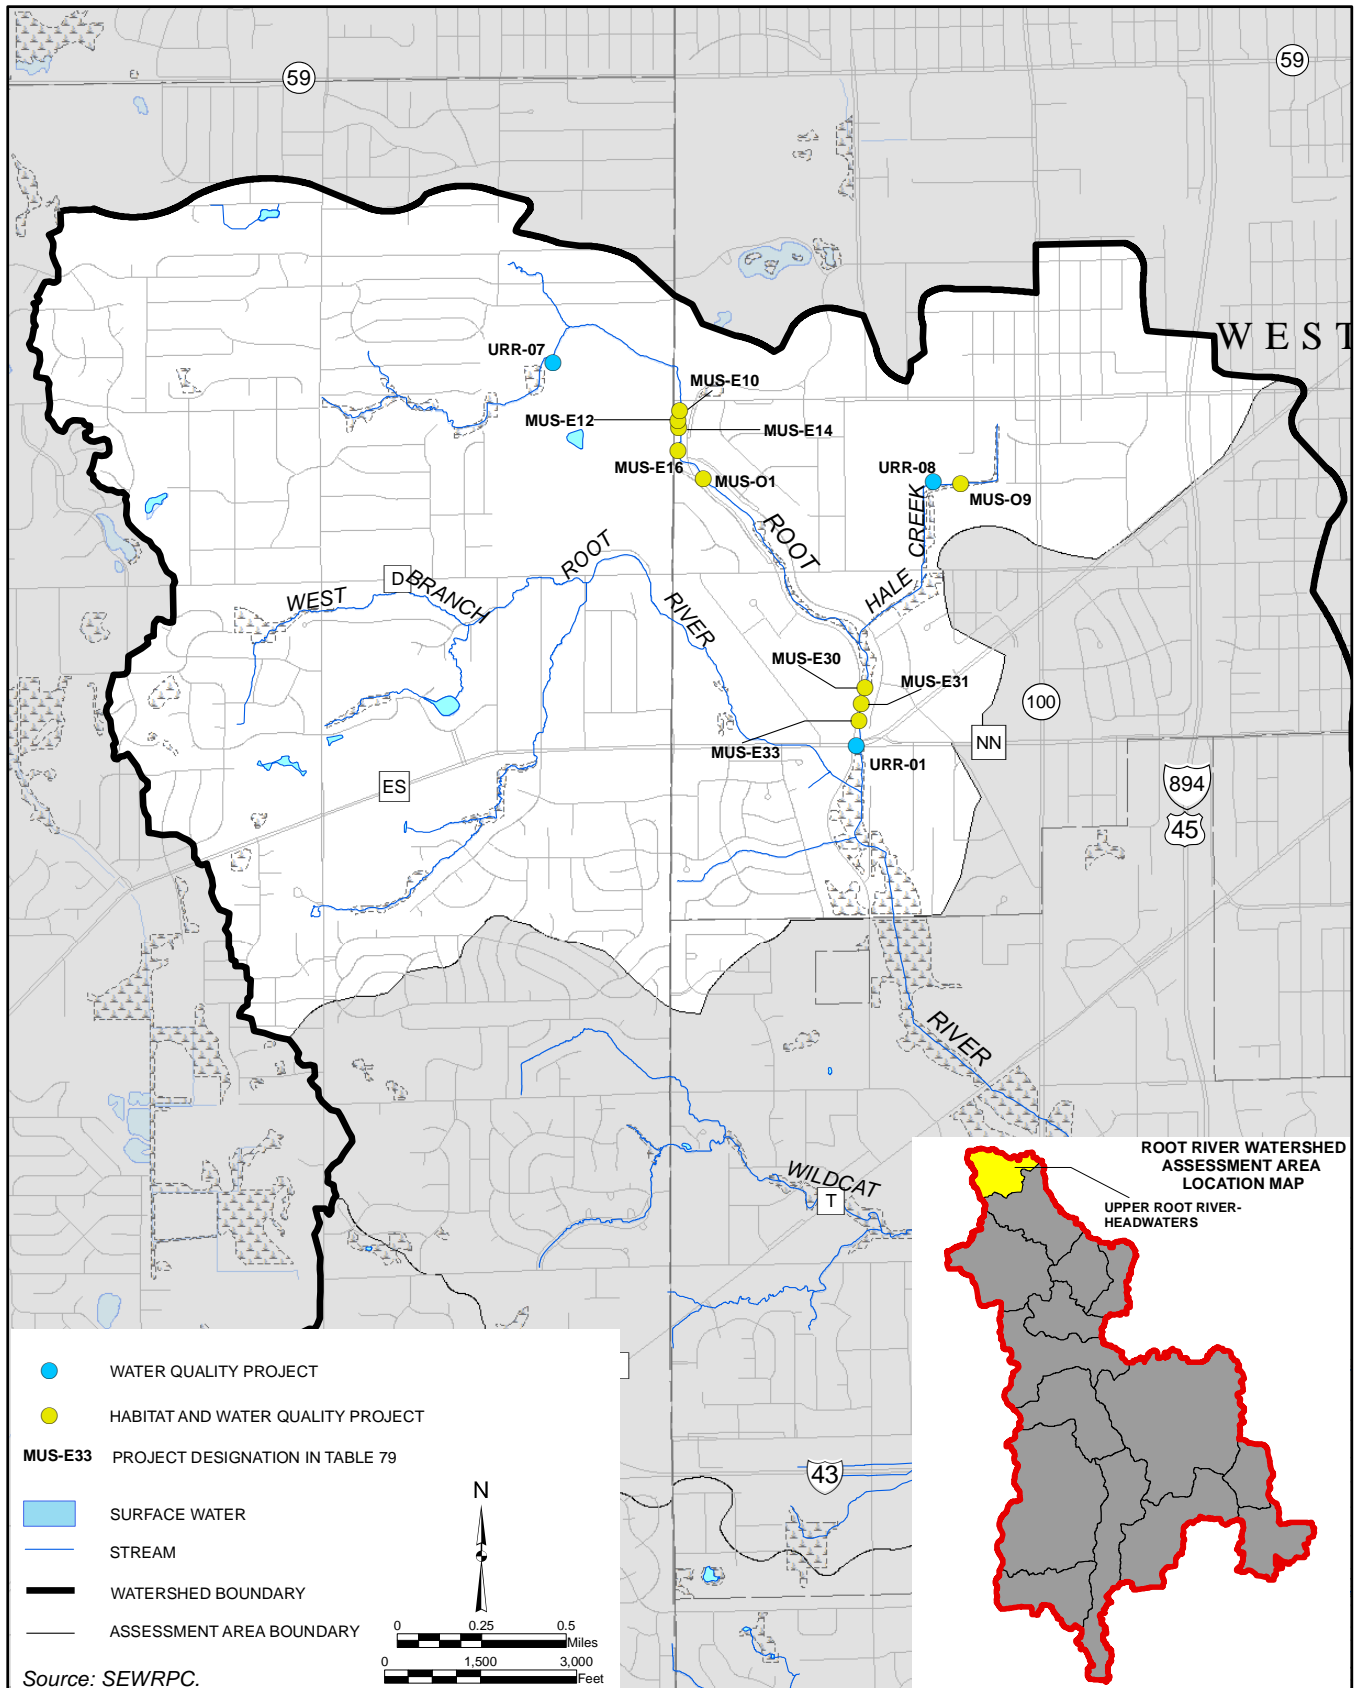 59
59
WEST
URR-07
MUS-E10
MUS-E12
MUS-E14
MUS-E16
MUS-O1
URR-08
MUS-O9
ROOT
HALE CREEK
D
WEST BRANCH ROOT RIVER
MUS-E30
MUS-E31
100
MUS-E33
NN
URR-01
ES
894
45
RIVER
WILDCAT
T
43
ROOT RIVER WATERSHED
ASSESSMENT AREA
LOCATION MAP
UPPER ROOT RIVER-
HEADWATERS
WATER QUALITY PROJECT
HABITAT AND WATER QUALITY PROJECT
MUS-E33 PROJECT DESIGNATION IN TABLE 79
SURFACE WATER
STREAM
WATERSHED BOUNDARY
ASSESSMENT AREA BOUNDARY
N
0 0.25 0.5
Miles
0 1,500 3,000
Feet
Source: SEWRPC.